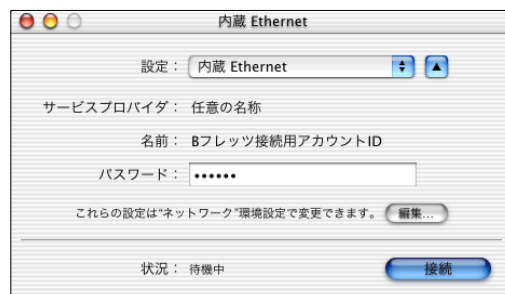 内蔵 Ethernet
設定： 内蔵 Ethernet
サービスプロバイダ： 任意の名称
名前： Bフレッツ接続用アカウントID
パスワード： ••••••
これらの設定は“ネットワーク”環境設定で変更できます。 編集...
状況： 待機中 接続